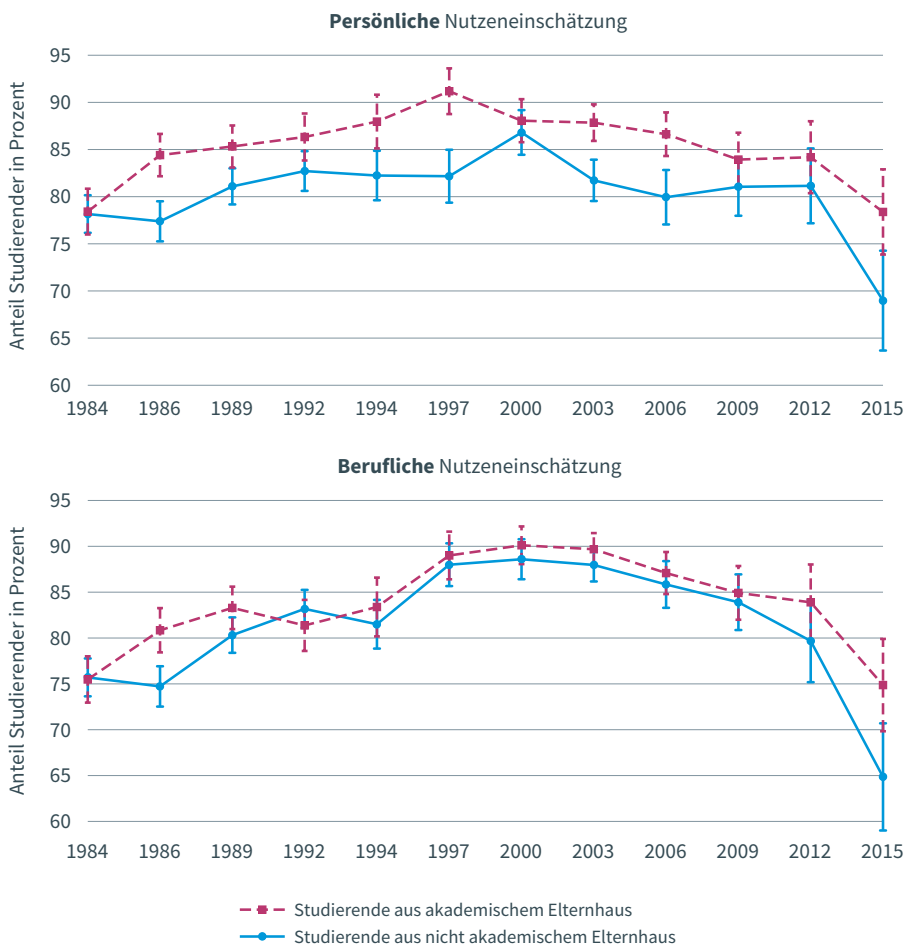 Persönliche Nutzeneinschätzung
Anteil Studierender in Prozent
95
90
85
80
75
70
65
60
1984 1986 1989 1992 1994 1997 2000 2003 2006 2009 2012 2015
Berufliche Nutzeneinschätzung
Anteil Studierender in Prozent
95
90
85
80
75
70
65
60
1984 1986 1989 1992 1994 1997 2000 2003 2006 2009 2012 2015
Studierende aus akademischem Elternhaus
Studierende aus nicht akademischem Elternhaus